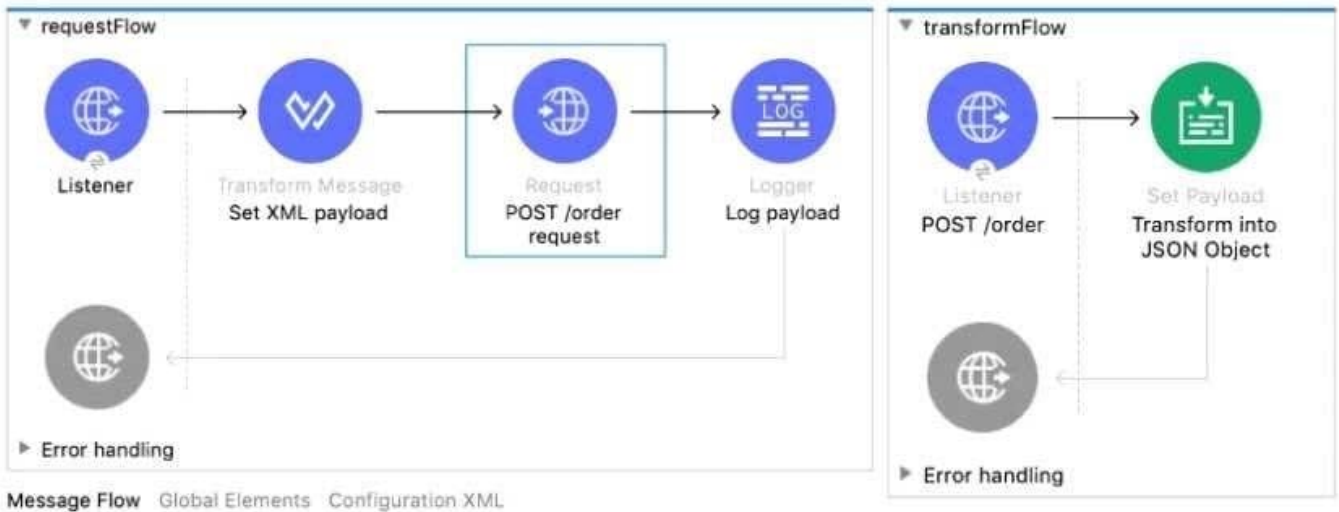 requestFlow
Listener
Transform Message
Set XML payload
Request
POST /order
request
LOG
Logger
Log payload
Error handling
transformFlow
Listener
POST /order
Set Payload
Transform into
JSON Object
Error handling
Message Flow Global Elements Configuration XML